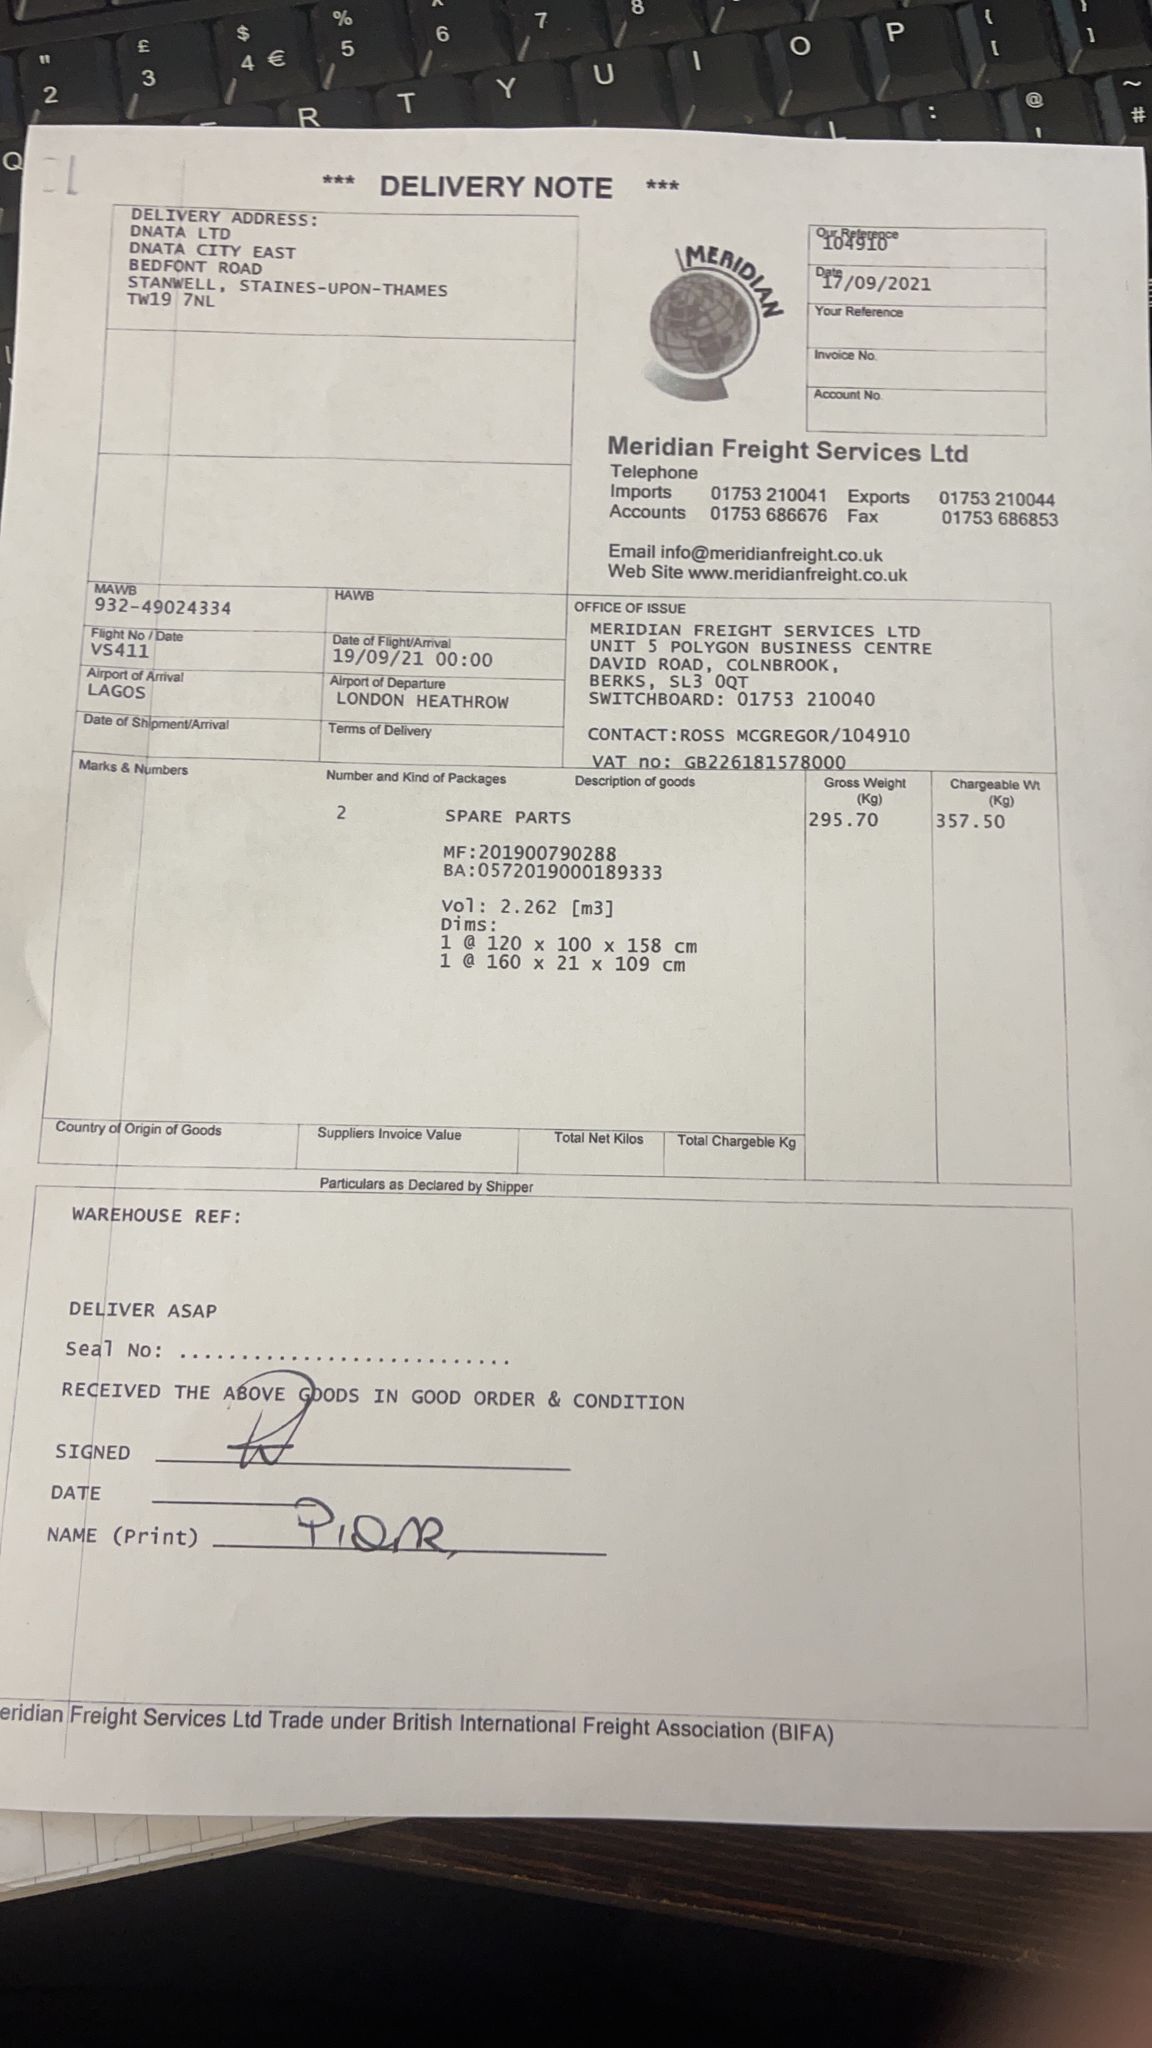 *** DELIVERY NOTE ***
DELIVERY ADDRESS:
DNATA LTD
DNATA CITY EAST
BEDFONT ROAD
STANWELL, STAINES-UPON-THAMES
TW19 7NL
MERIDIAN
Our Reference
104910
Date
17/09/2021
Your Reference
Invoice No.
Account No.
Meridian Freight Services Ltd
Telephone
Imports 01753 210041 Exports 01753 210044
Accounts 01753 686676 Fax 01753 686853
Email info@meridianfreight.co.uk
Web Site www.meridianfreight.co.uk
MAWB
932-49024334
HAWB
Flight No / Date
VS411
Date of Flight/Arrival
19/09/21 00:00
Airport of Arrival
LAGOS
Airport of Departure
LONDON HEATHROW
Date of Shipment/Arrival
Terms of Delivery
OFFICE OF ISSUE
MERIDIAN FREIGHT SERVICES LTD
UNIT 5 POLYGON BUSINESS CENTRE
DAVID ROAD, COLNBROOK,
BERKS, SL3 0QT
SWITCHBOARD: 01753 210040
CONTACT:ROSS MCGREGOR/104910
VAT no: GB226181578000
Marks & Numbers
Number and Kind of Packages
Description of goods
Gross Weight
(Kg)
Chargeable Wt
(Kg)
2 SPARE PARTS 295.70 357.50
MF:201900790288
BA:0572019000189333
Vol: 2.262 [m3]
Dims:
1 @ 120 x 100 x 158 cm
1 @ 160 x 21 x 109 cm
Country of Origin of Goods
Suppliers Invoice Value
Total Net Kilos
Total Chargeble Kg
Particulars as Declared by Shipper
WAREHOUSE REF:
DELIVER ASAP
Seal No: ...........................
RECEIVED THE ABOVE GOODS IN GOOD ORDER & CONDITION
SIGNED
DATE
NAME (Print)
eridian Freight Services Ltd Trade under British International Freight Association (BIFA)